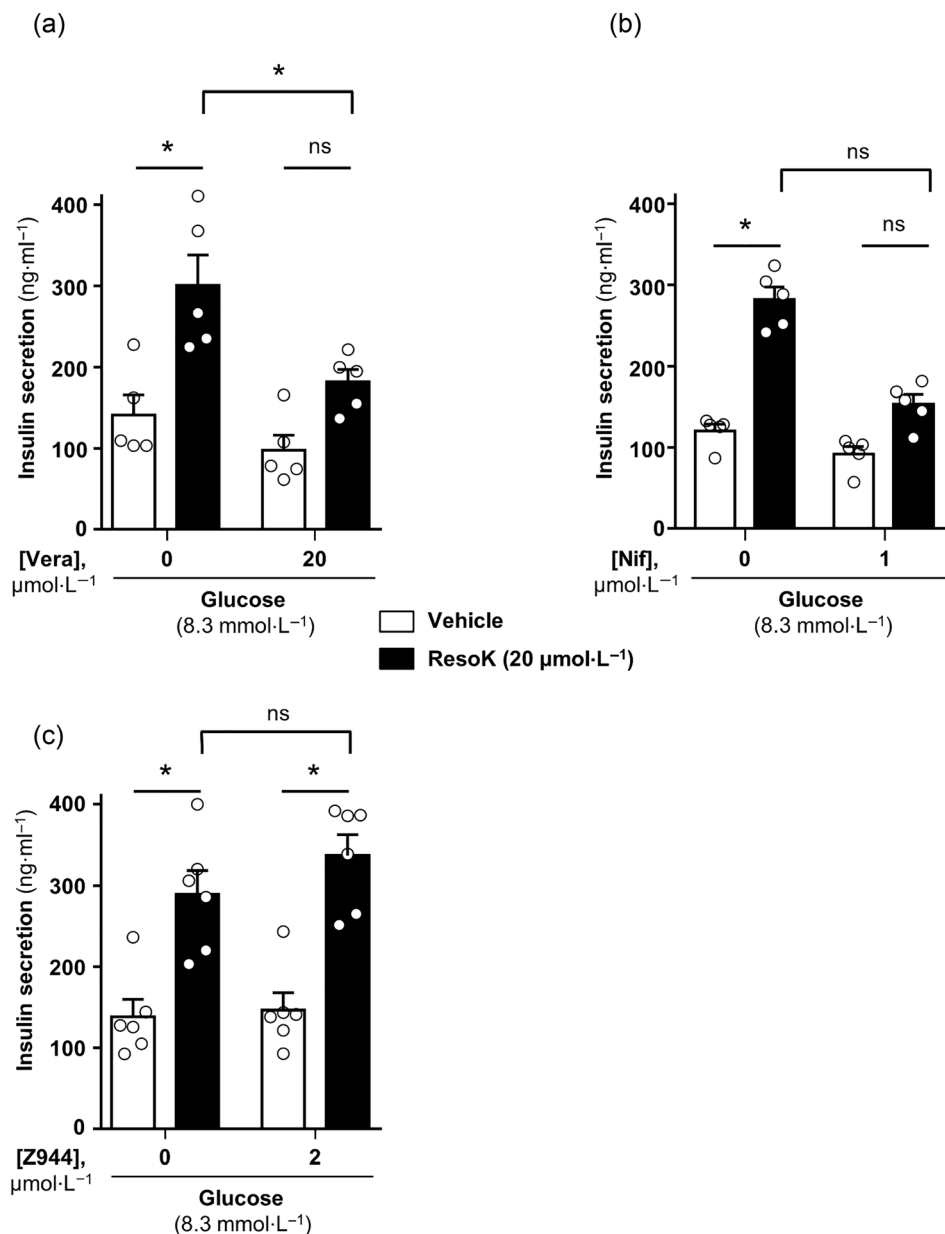 (a)
*
*
ns
Insulin secretion (ng·ml⁻¹)
400
300
200
100
0
[Vera],
µmol·L⁻¹
0
20
Glucose
(8.3 mmol·L⁻¹)
(b)
ns
*
ns
Insulin secretion (ng·ml⁻¹)
400
300
200
100
0
[Nif],
µmol·L⁻¹
0
1
Glucose
(8.3 mmol·L⁻¹)
Vehicle
ResoK (20 µmol·L⁻¹)
(c)
ns
*
*
Insulin secretion (ng·ml⁻¹)
400
300
200
100
0
[Z944],
µmol·L⁻¹
0
2
Glucose
(8.3 mmol·L⁻¹)